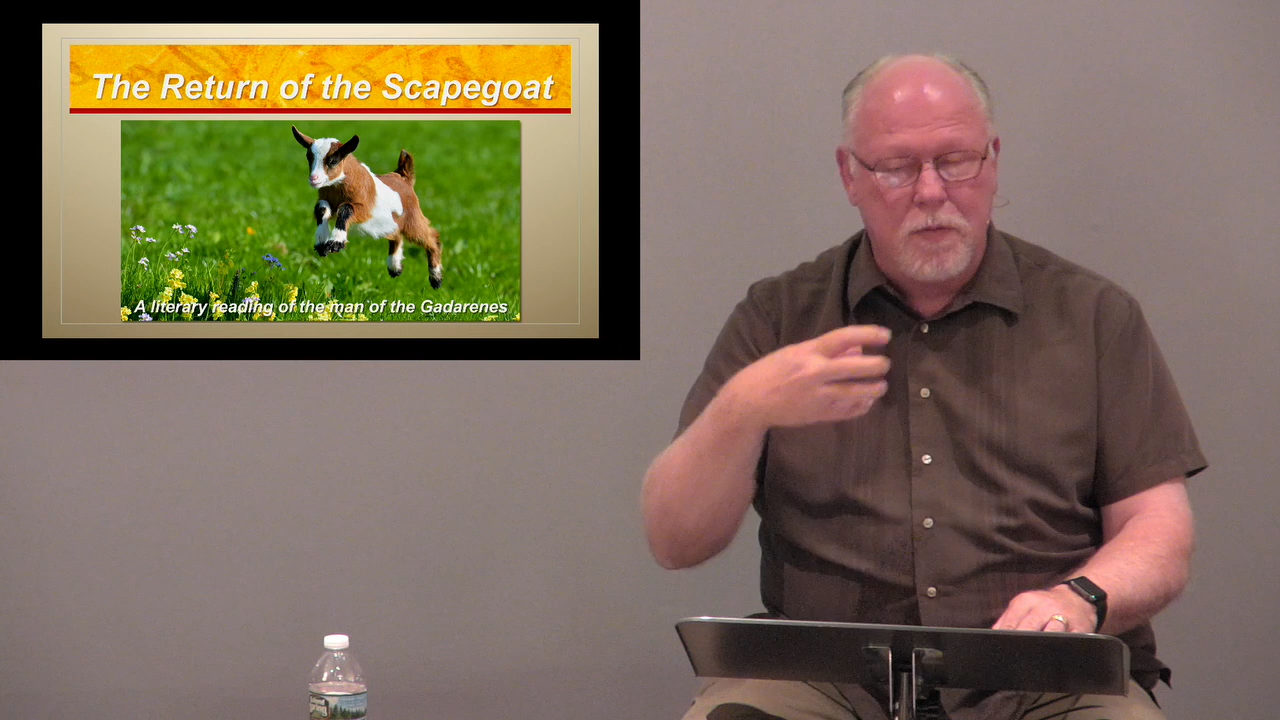 The Return of the Scapegoat
A literary reading of the man of the Gadarenes